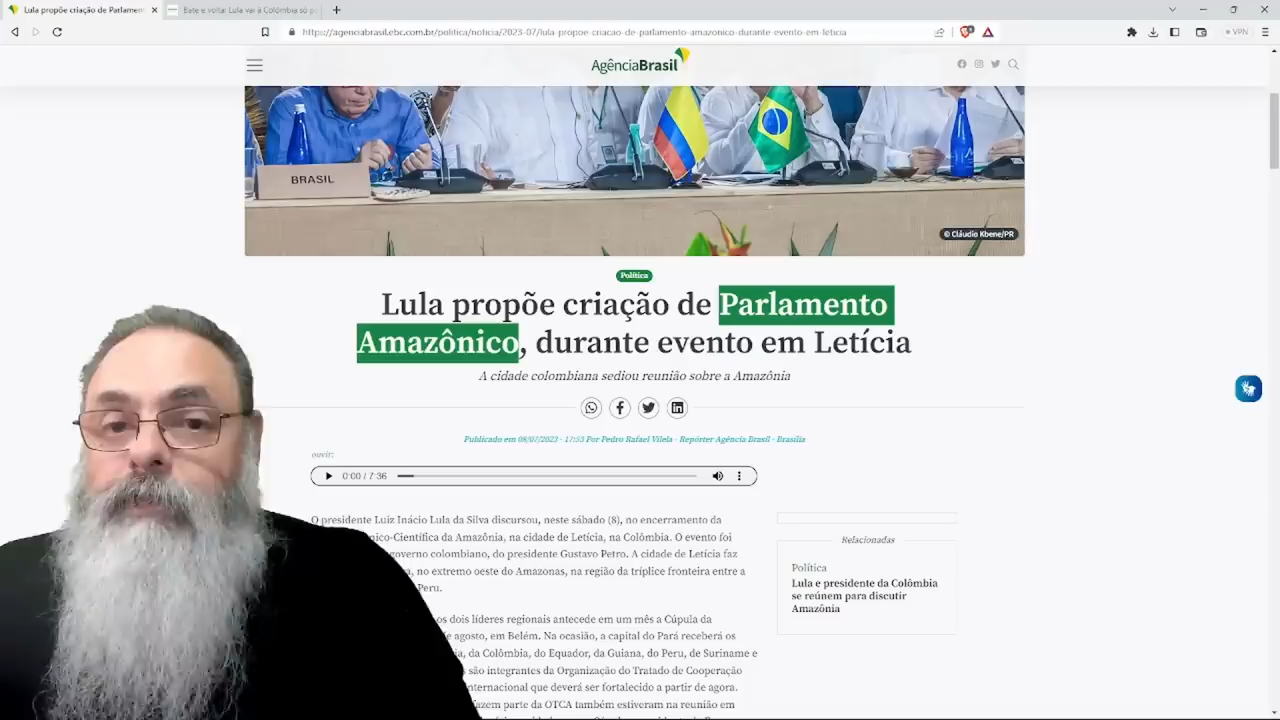 Lula propõe criação de Parlament
Bate e volta: Lula vai à Colômbia só p
https://agenciabrasil.ebc.com.br/politica/noticia/2023-07/lula-propoe-criacao-de-parlamento-amazonico-durante-evento-em-leticia
VPN
AgênciaBrasil
BRASIL
© Cláudio Kbene/PR
Política
Lula propõe criação de Parlamento
Amazônico, durante evento em Letícia
A cidade colombiana sediou reunião sobre a Amazônia
Publicado em 08/07/2023 - 17:53 Por Pedro Rafael Vilela - Repórter Agência Brasil - Brasília
ouvir:
0:00 / 7:36
O presidente Luiz Inácio Lula da Silva discursou, neste sábado (8), no encerramento da
nico-Científica da Amazônia, na cidade de Letícia, na Colômbia. O evento foi
governo colombiano, do presidente Gustavo Petro. A cidade de Letícia faz
, no extremo oeste do Amazonas, na região da tríplice fronteira entre a
Peru.
os dois líderes regionais antecede em um mês a Cúpula da
e agosto, em Belém. Na ocasião, a capital do Pará receberá os
ia, da Colômbia, do Equador, da Guiana, do Peru, de Suriname e
s são integrantes da Organização do Tratado de Cooperação
nternacional que deverá ser fortalecido a partir de agora.
azem parte da OTCA também estiveram na reunião em
Relacionadas
Política
Lula e presidente da Colômbia
se reúnem para discutir
Amazônia